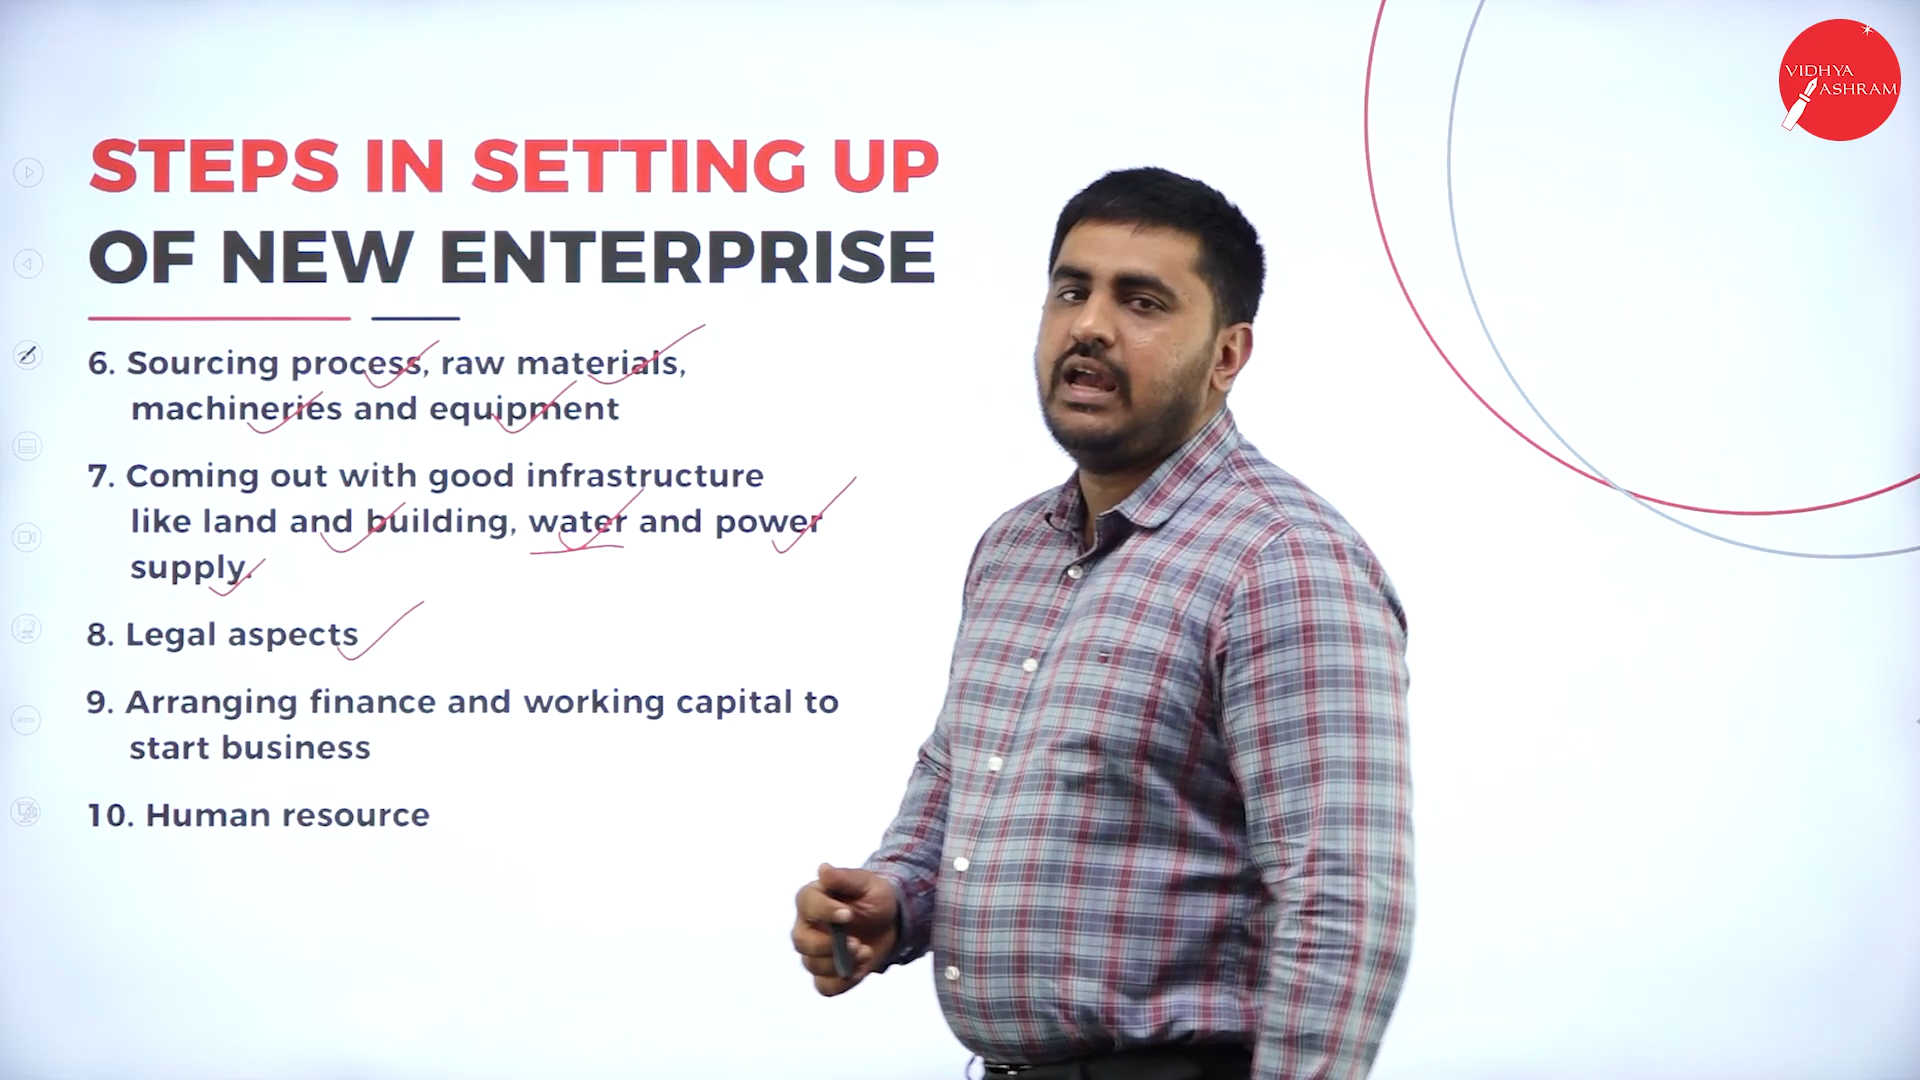 VIDHYA
ASHRAM
STEPS IN SETTING UP
OF NEW ENTERPRISE
6. Sourcing process, raw materials,
machineries and equipment
7. Coming out with good infrastructure
like land and building, water and power
supply.
8. Legal aspects
9. Arranging finance and working capital to
start business
10. Human resource